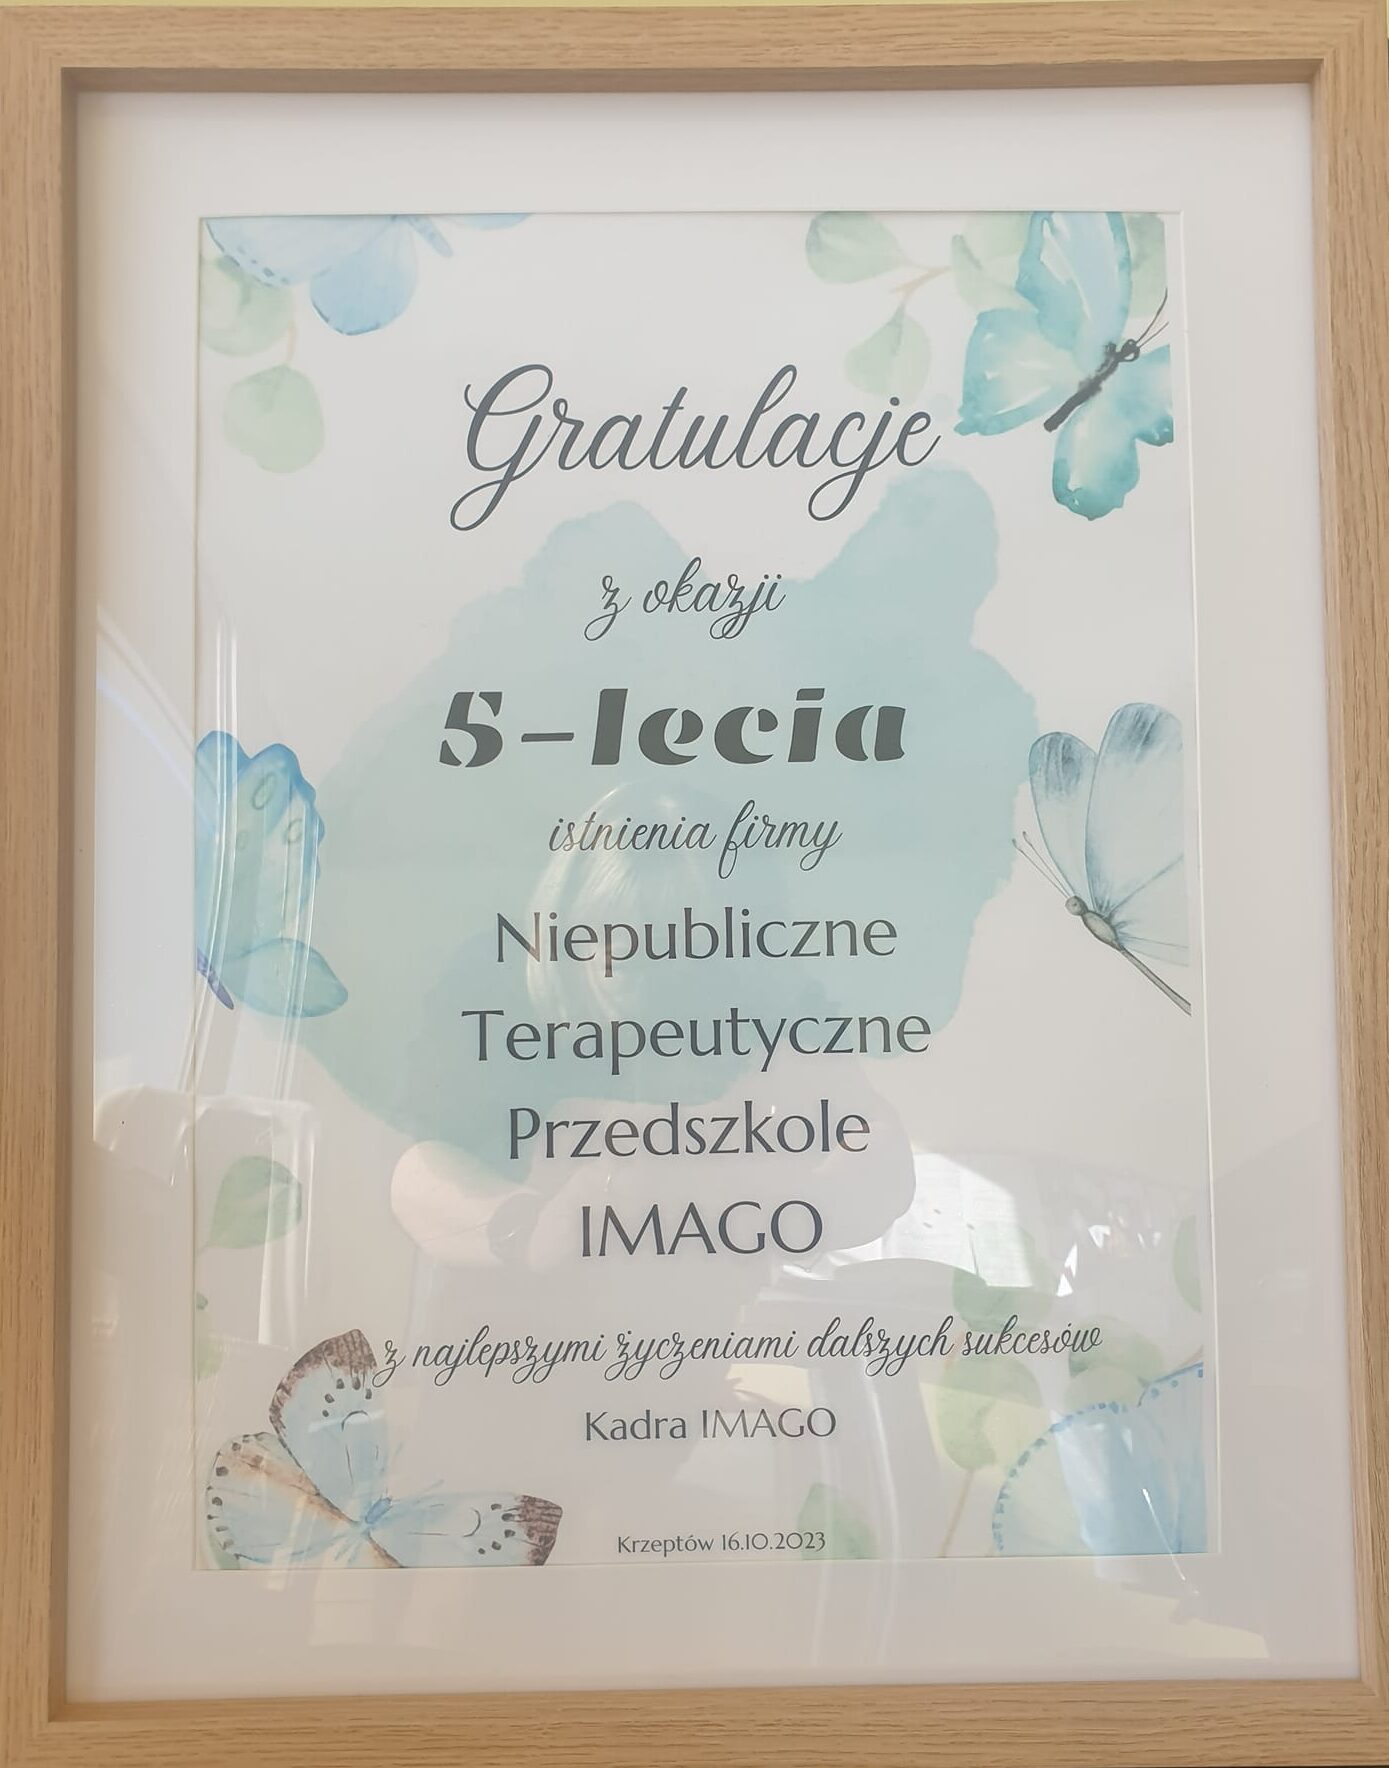 Gratulacje
z okazji
5-lecia
istnienia firmy
Niepubliczne
Terapeutyczne
Przedszkole
IMAGO
z najlepszymi życzeniami dalszych sukcesów
Kadra IMAGO
Krzeptów 16.10.2023